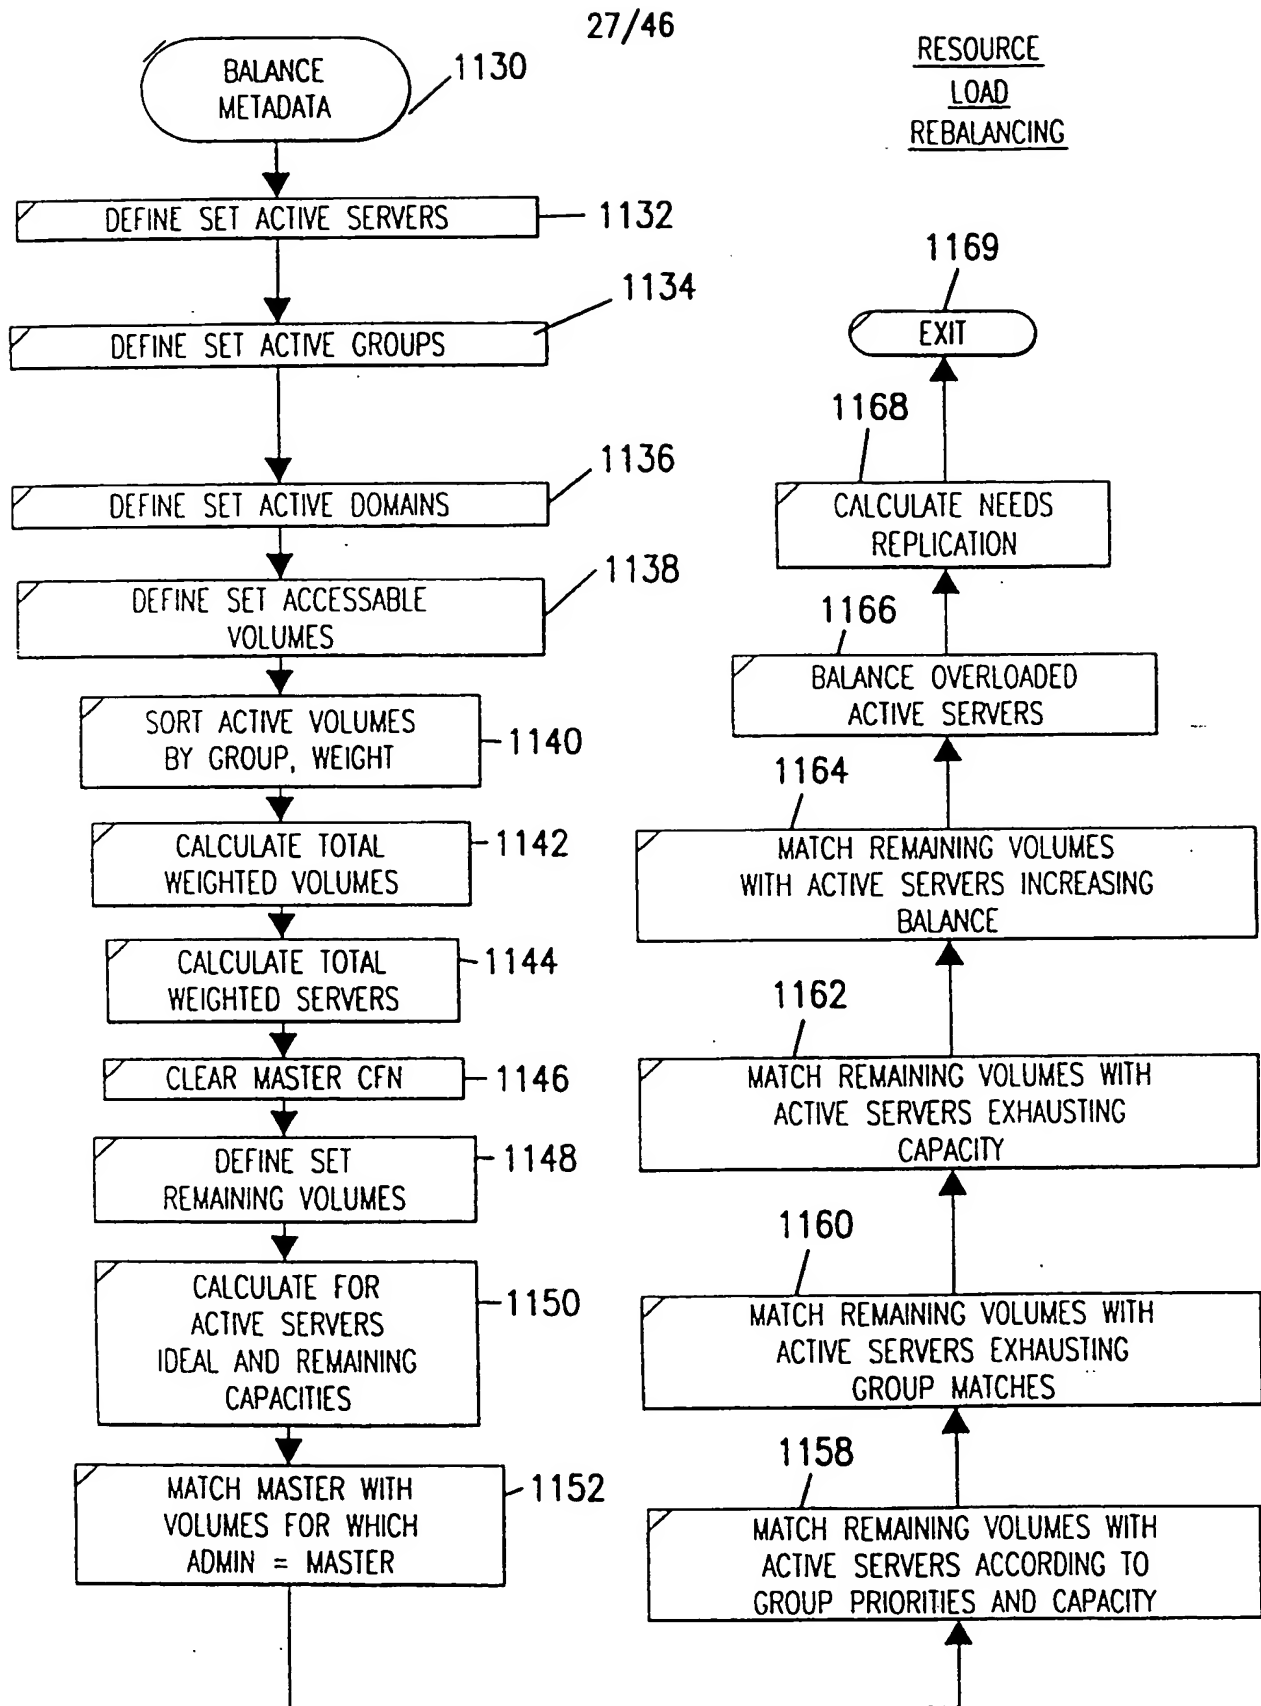 27/46
RESOURCE
LOAD
REBALANCING
BALANCE
METADATA
1130
DEFINE SET ACTIVE SERVERS
1132
DEFINE SET ACTIVE GROUPS
1134
DEFINE SET ACTIVE DOMAINS
1136
DEFINE SET ACCESSABLE
VOLUMES
1138
SORT ACTIVE VOLUMES
BY GROUP, WEIGHT
1140
CALCULATE TOTAL
WEIGHTED VOLUMES
1142
CALCULATE TOTAL
WEIGHTED SERVERS
1144
CLEAR MASTER CFN
1146
DEFINE SET
REMAINING VOLUMES
1148
CALCULATE FOR
ACTIVE SERVERS
IDEAL AND REMAINING
CAPACITIES
1150
MATCH MASTER WITH
VOLUMES FOR WHICH
ADMIN = MASTER
1152
1169
EXIT
1168
CALCULATE NEEDS
REPLICATION
1166
BALANCE OVERLOADED
ACTIVE SERVERS
1164
MATCH REMAINING VOLUMES
WITH ACTIVE SERVERS INCREASING
BALANCE
1162
MATCH REMAINING VOLUMES WITH
ACTIVE SERVERS EXHAUSTING
CAPACITY
1160
MATCH REMAINING VOLUMES WITH
ACTIVE SERVERS EXHAUSTING
GROUP MATCHES
1158
MATCH REMAINING VOLUMES WITH
ACTIVE SERVERS ACCORDING TO
GROUP PRIORITIES AND CAPACITY